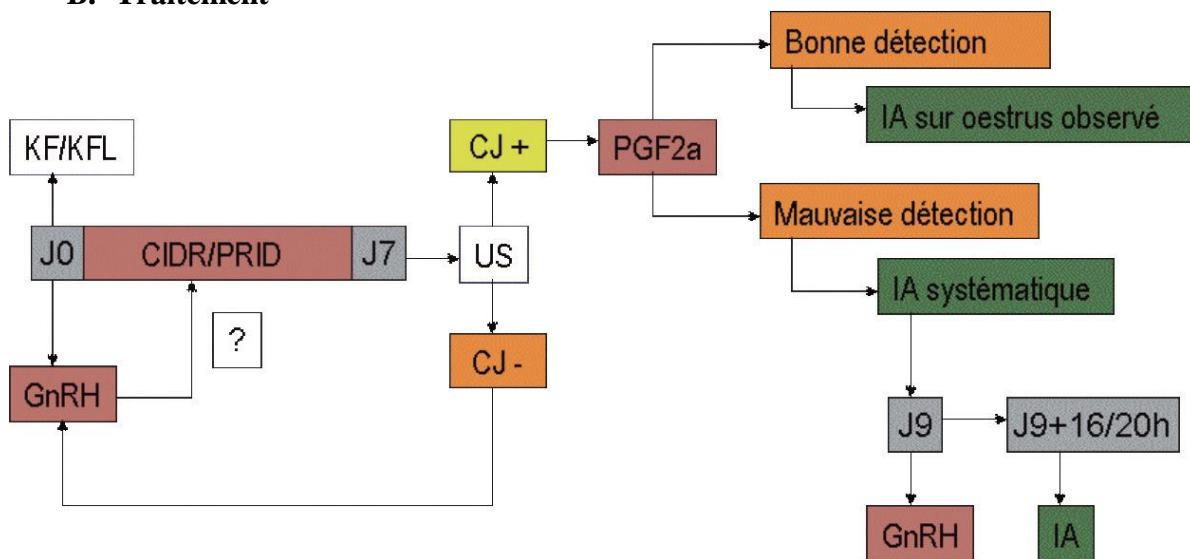 B. Traitement
Bonne détection
IA sur oestrus observé
KF/KFL
CJ +
PGF2a
Mauvaise détection
J0
CIDR/PRID
J7
US
IA systématique
?
CJ -
GnRH
J9
J9+16/20h
GnRH
IA